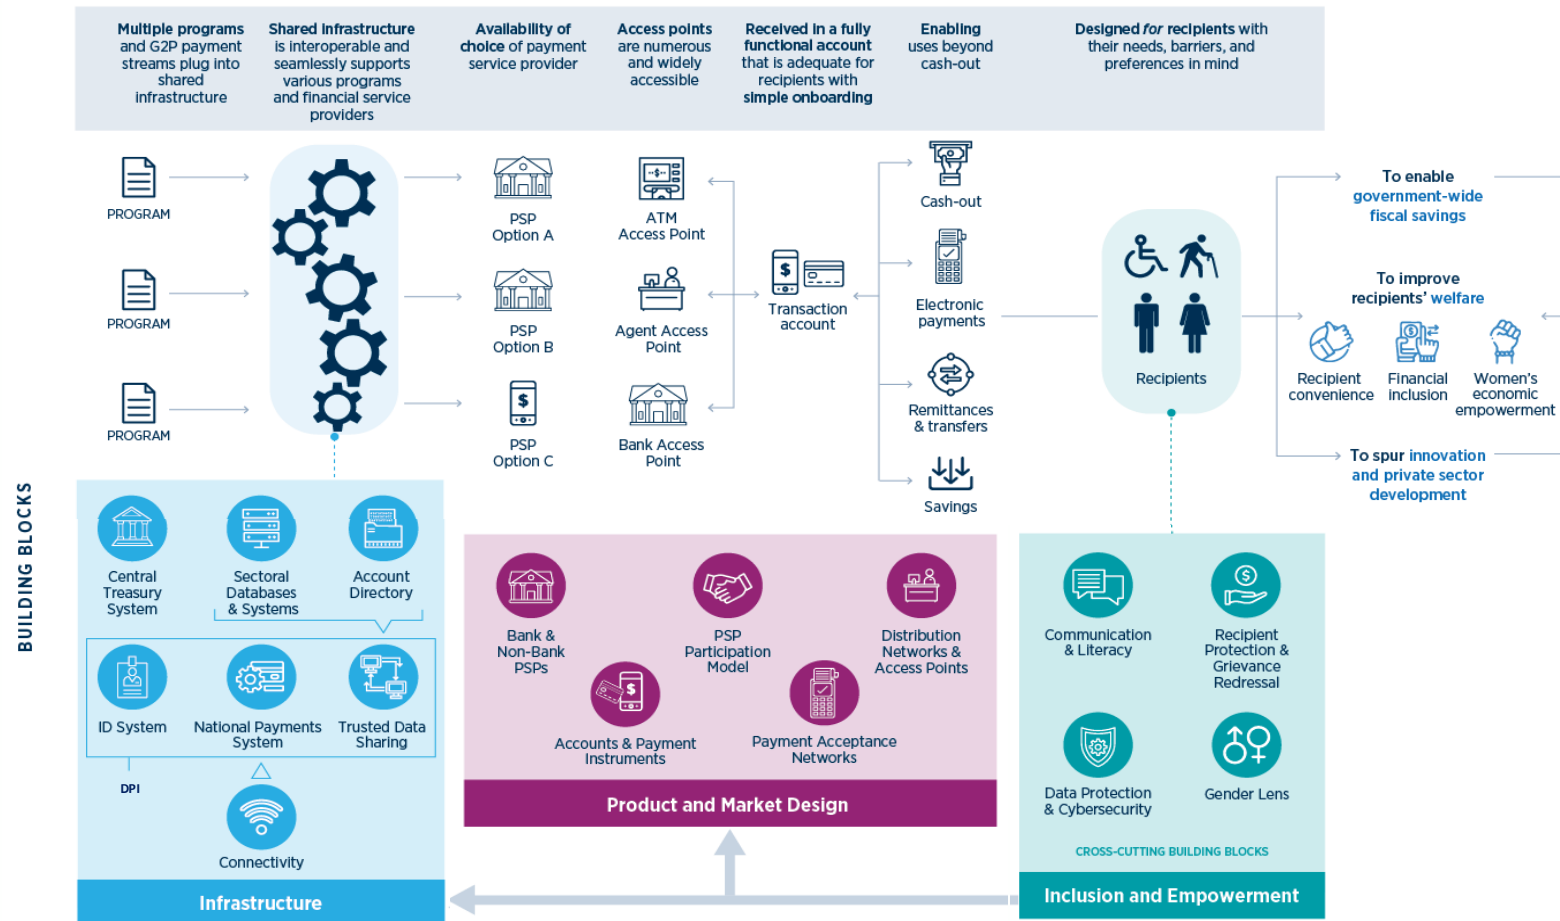 Multiple programs
and G2P payment
streams plug into
shared
infrastructure
Shared infrastructure
is interoperable and
seamlessly supports
various programs
and financial service
providers
Availability of
choice of payment
service provider
Access points
are numerous
and widely
accessible
Received in a fully
functional account
that is adequate for
recipients with
simple onboarding
Enabling
uses beyond
cash-out
Designed for recipients with
their needs, barriers, and
preferences in mind
PROGRAM
PROGRAM
PROGRAM
PSP
Option A
PSP
Option B
$
PSP
Option C
$
ATM
Access Point
Agent Access
Point
Bank Access
Point
$
Transaction
account
Cash-out
Electronic
payments
Remittances
& transfers
Savings
Recipients
To enable
government-wide
fiscal savings
To improve
recipients' welfare
$
Recipient
convenience
Financial
inclusion
Women's
economic
empowerment
To spur innovation
and private sector
development
BUILDING BLOCKS
Central
Treasury
System
Sectoral
Databases
& Systems
Account
Directory
ID System
National Payments
System
Trusted Data
Sharing
DPI
Connectivity
Infrastructure
Bank &
Non-Bank
PSPs
PSP
Participation
Model
Distribution
Networks &
Access Points
$
Accounts & Payment
Instruments
Payment Acceptance
Networks
Product and Market Design
Communication
& Literacy
$
Recipient
Protection &
Grievance
Redressal
Data Protection
& Cybersecurity
Gender Lens
CROSS-CUTTING BUILDING BLOCKS
Inclusion and Empowerment